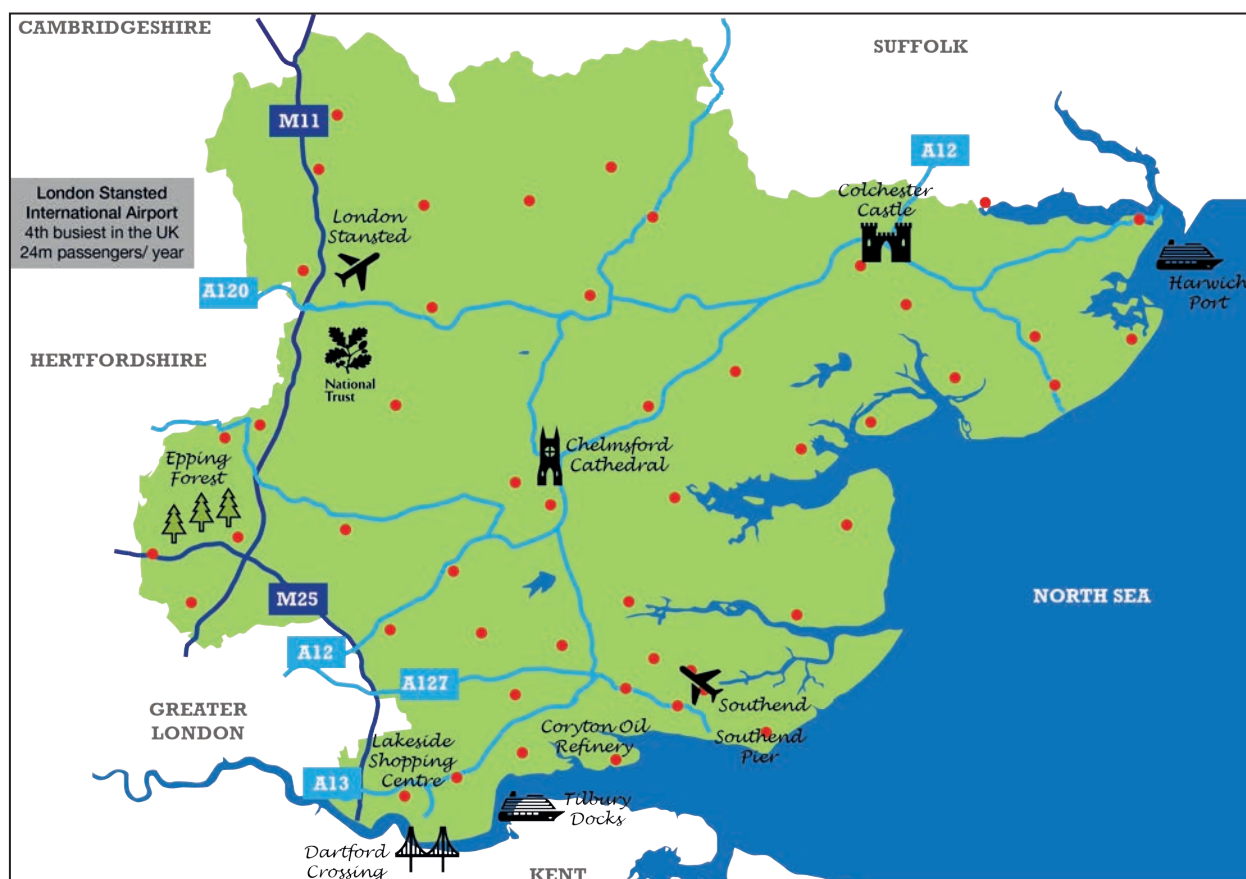 CAMBRIDGESHIRE
SUFFOLK
M11
A12
London Stansted
International Airport
4th busiest in the UK
24m passengers/ year
London
Stansted
Colchester
Castle
A120
Harwich
Port
HERTFORDSHIRE
National
Trust
Epping
Forest
Chelmsford
Cathedral
M25
NORTH SEA
A12
A127
GREATER
LONDON
Southend
Lakeside
Shopping
Centre
Coryton Oil
Refinery
Southend
Pier
A13
Tilbury
Docks
Dartford
Crossing
KENT